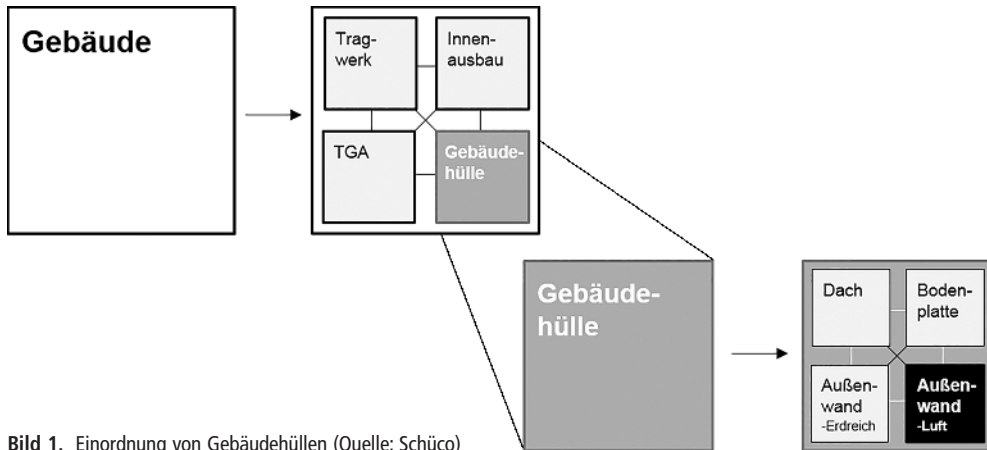 Gebäude
Trag-
werk
Innen-
ausbau
TGA
Gebäude-
hülle
Gebäude-
hülle
Dach
Boden-
platte
Außen-
wand
-Erdreich
Außen-
wand
-Luft
Bild 1. Einordnung von Gebäudehüllen (Quelle: Schüco)